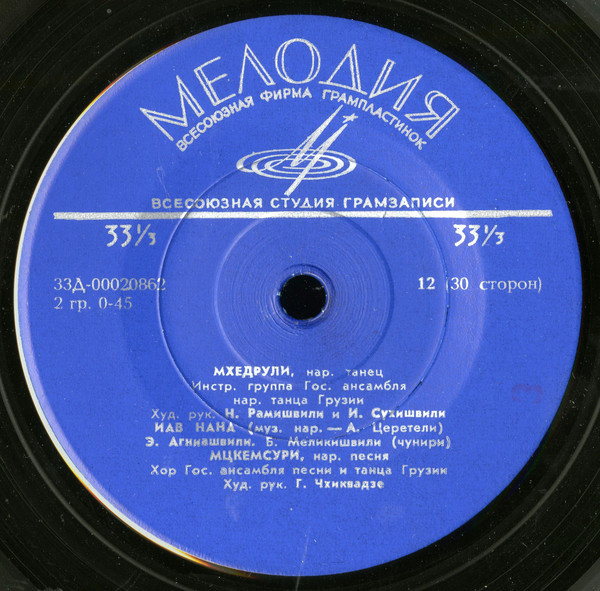 МЕЛОДИЯ
ВСЕСОЮЗНАЯ ФИРМА ГРАМПЛАСТИНОК
ВСЕСОЮЗНАЯ СТУДИЯ ГРАМЗАПИСИ
33⅓ 33⅓
33Д-00020862 12 (30 сторон)
2 гр. 0-45
МХЕДРУЛИ, нар. танец
Инстр. группа Гос. ансамбля
нар. танца Грузии
Худ. рук. Н. Рамишвили и И. Сухишвили
ИАВ НАНА (муз. нар. — А. Церетели)
Э. Агниашвили, Б. Меликишвили (чунири)
МЦКЕМСУРИ, нар. песня
Хор Гос. ансамбля песни и танца Грузии
Худ. рук. Г. Чхиквадзе